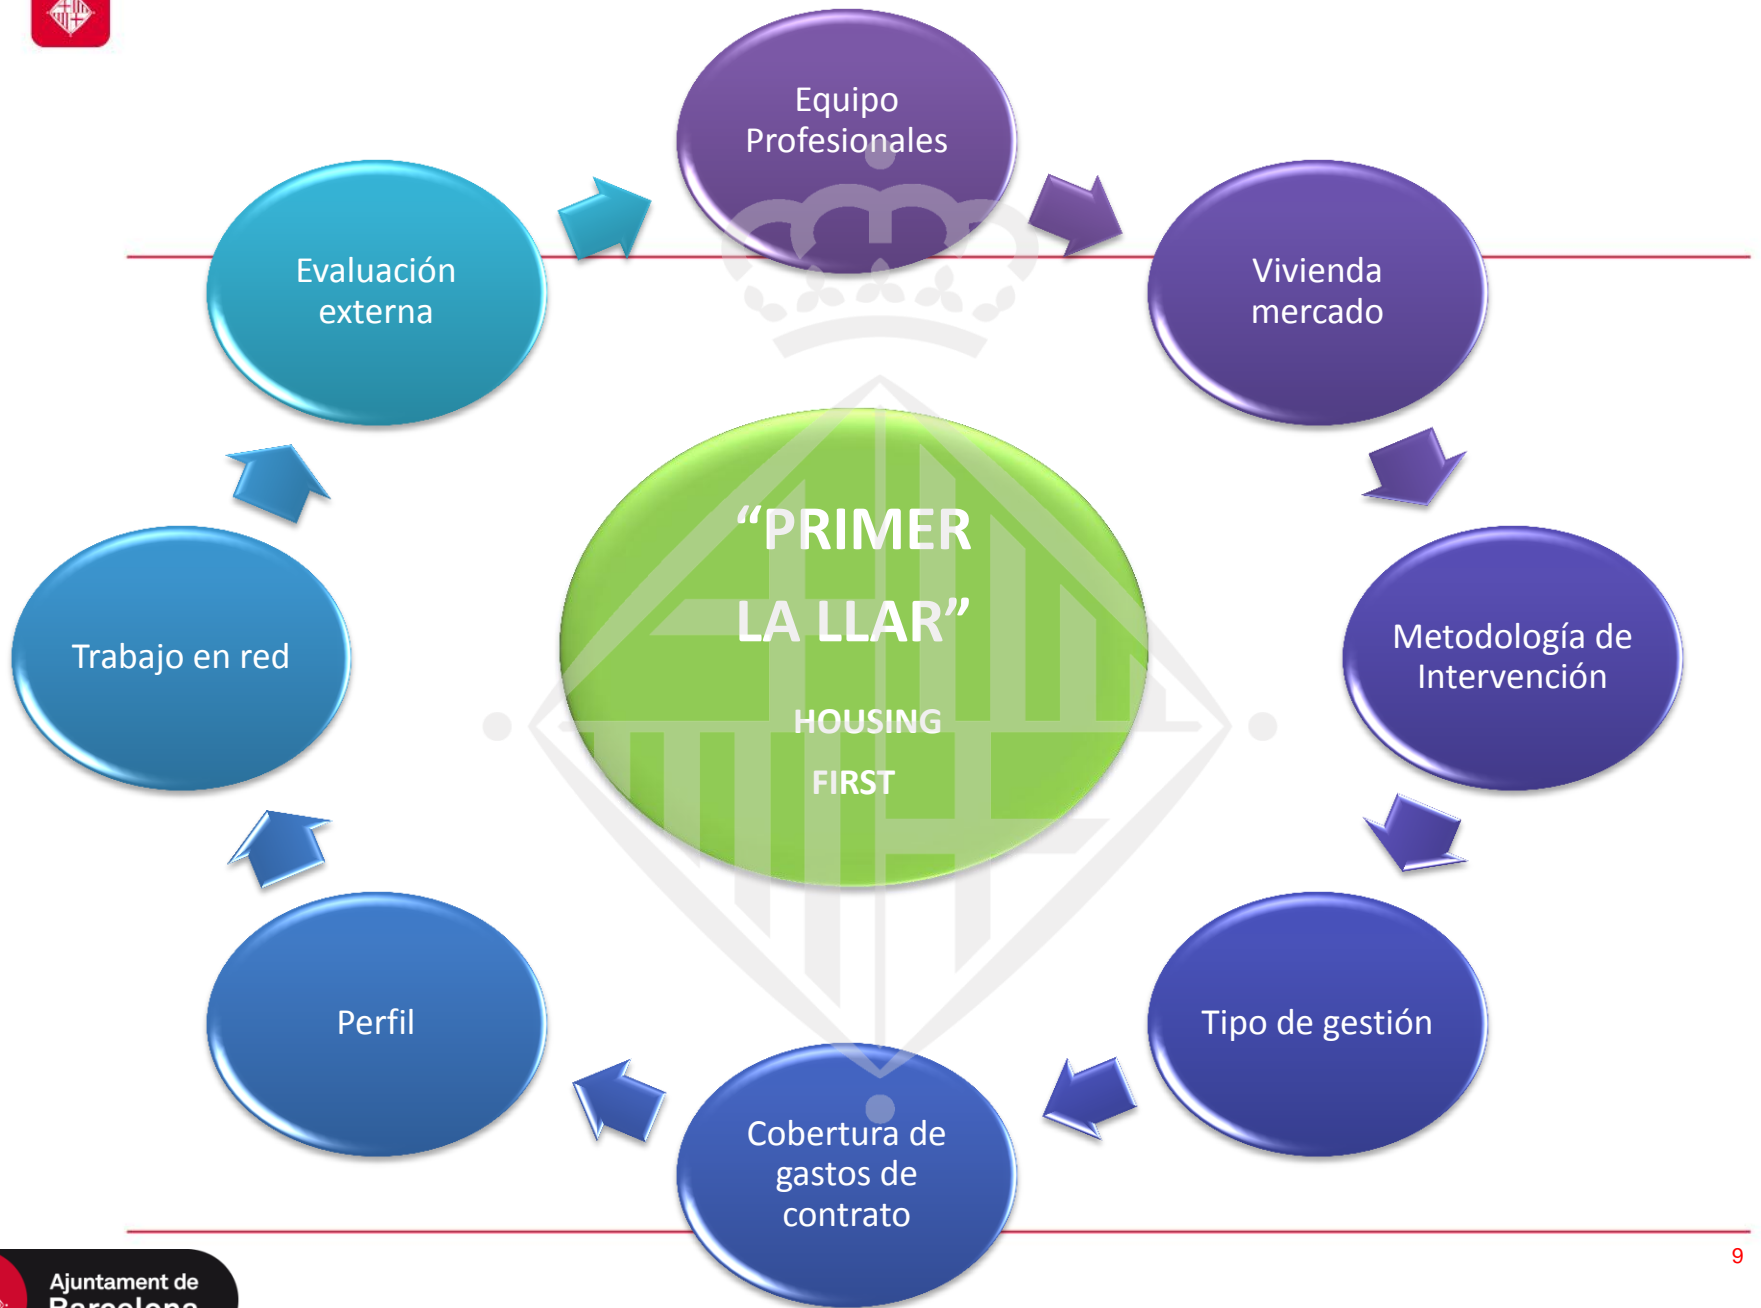 Equipo
Profesionales
Vivienda
mercado
Metodología de
Intervención
Tipo de gestión
Cobertura de
gastos de
contrato
Perfil
Trabajo en red
Evaluación
externa
“PRIMER
LA LLAR”
HOUSING
FIRST
9
Ajuntament de
Barcelona